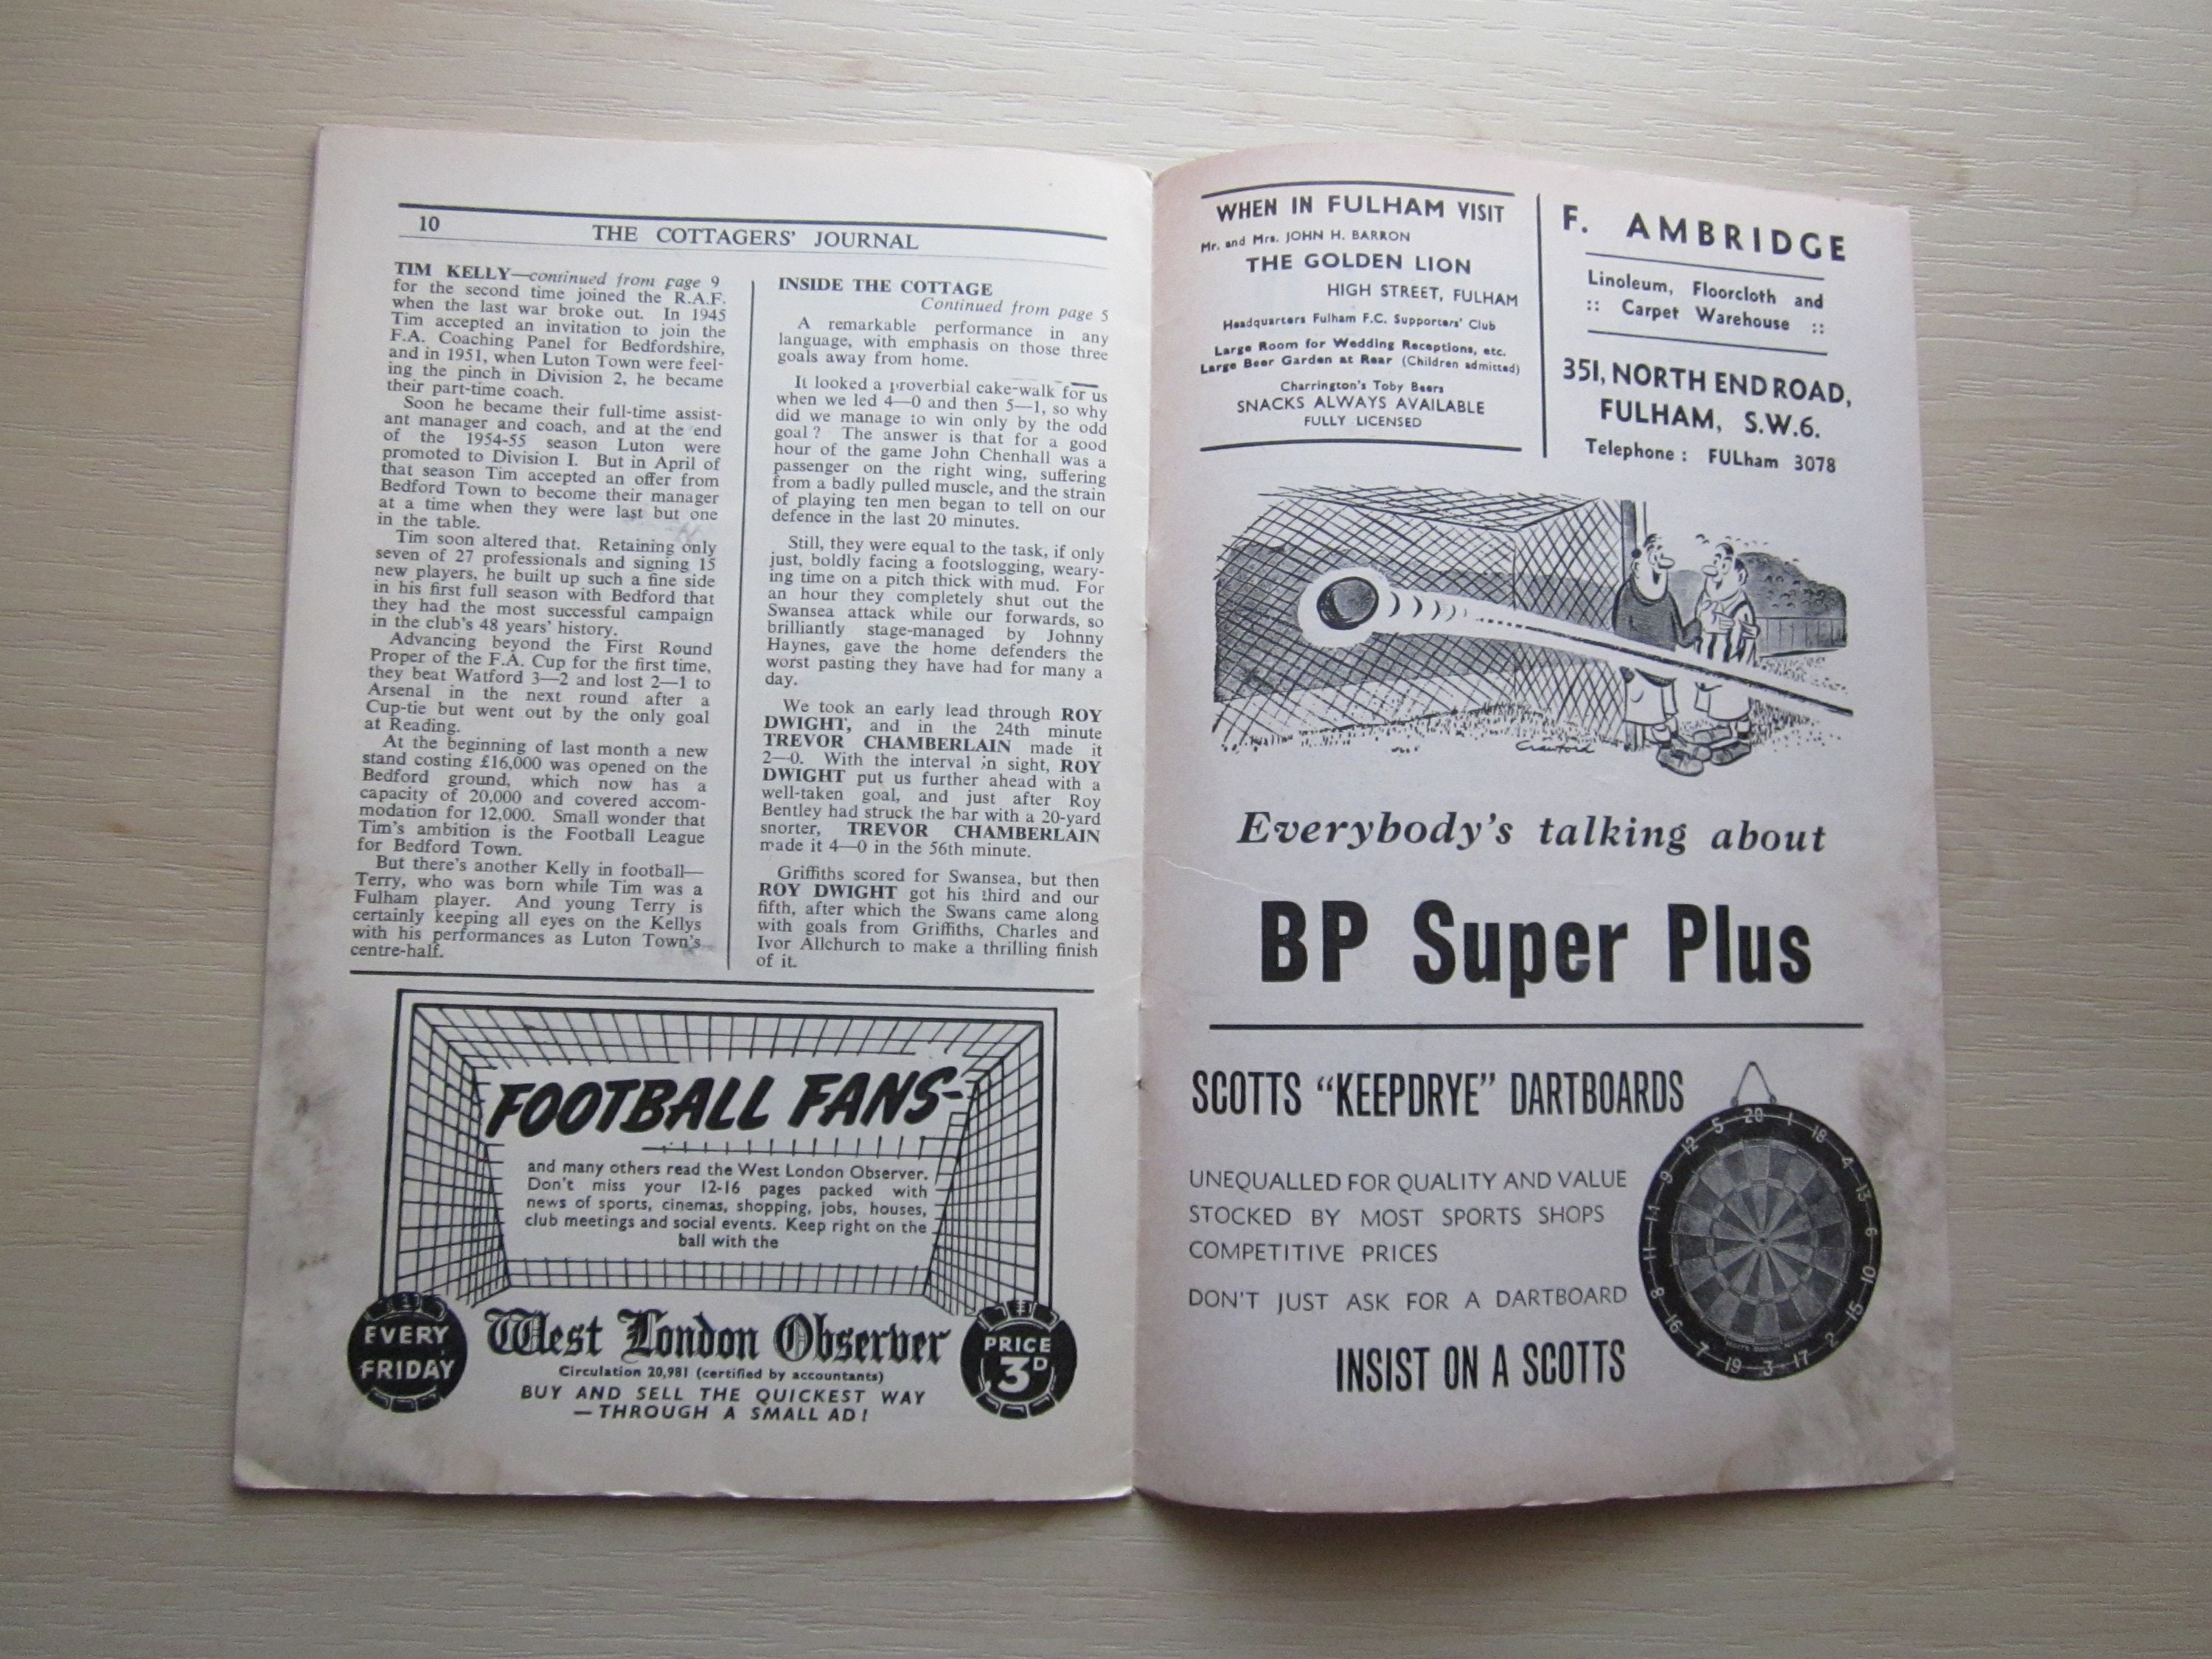 10
THE COTTAGERS' JOURNAL
TIM KELLY—continued from page 9
for the second time joined the R.A.F.
when the last war broke out. In 1945
Tim accepted an invitation to join the
F.A. Coaching Panel for Bedfordshire,
and in 1951, when Luton Town were feel-
ing the pinch in Division 2, he became
their part-time coach.
Soon he became their full-time assist-
ant manager and coach, and at the end
of the 1954-55 season Luton were
promoted to Division I. But in April of
that season Tim accepted an offer from
Bedford Town to become their manager
at a time when they were last but one
in the table.
Tim soon altered that. Retaining only
seven of 27 professionals and signing 15
new players, he built up such a fine side
in his first full season with Bedford that
they had the most successful campaign
in the club's 48 years' history.
Advancing beyond the First Round
Proper of the F.A. Cup for the first time,
they beat Watford 3—2 and lost 2—1 to
Arsenal in the next round after a
Cup-tie but went out by the only goal
at Reading.
At the beginning of last month a new
stand costing £16,000 was opened on the
Bedford ground, which now has a
capacity of 20,000 and covered accom-
modation for 12,000. Small wonder that
Tim's ambition is the Football League
for Bedford Town.
But there's another Kelly in football—
Terry, who was born while Tim was a
Fulham player. And young Terry is
certainly keeping all eyes on the Kellys
with his performances as Luton Town's
centre-half.
INSIDE THE COTTAGE
Continued from page 5
A remarkable performance in any
language, with emphasis on those three
goals away from home.
It looked a proverbial cake-walk for us
when we led 4—0 and then 5—1, so why
did we manage to win only by the odd
goal? The answer is that for a good
hour of the game John Chenhall was a
passenger on the right wing, suffering
from a badly pulled muscle, and the strain
of playing ten men began to tell on our
defence in the last 20 minutes.
Still, they were equal to the task, if only
just, boldly facing a footslogging, weary-
ing time on a pitch thick with mud. For
an hour they completely shut out the
Swansea attack while our forwards, so
brilliantly stage-managed by Johnny
Haynes, gave the home defenders the
worst pasting they have had for many a
day.
We took an early lead through ROY
DWIGHT, and in the 24th minute
TREVOR CHAMBERLAIN made it
2—0. With the interval in sight, ROY
DWIGHT put us further ahead with a
well-taken goal, and just after Roy
Bentley had struck the bar with a 20-yard
snorter, TREVOR CHAMBERLAIN
made it 4—0 in the 56th minute.
Griffiths scored for Swansea, but then
ROY DWIGHT got his third and our
fifth, after which the Swans came along
with goals from Griffiths, Charles and
Ivor Allchurch to make a thrilling finish
of it.
FOOTBALL FANS-
and many others read the West London Observer.
Don't miss your 12-16 pages packed with
news of sports, cinemas, shopping, jobs, houses,
club meetings and social events. Keep right on the
ball with the
EVERY
FRIDAY
West London Observer
PRICE
3D
Circulation 20,981 (certified by accountants)
BUY AND SELL THE QUICKEST WAY
— THROUGH A SMALL AD!
WHEN IN FULHAM VISIT
Mr. and Mrs. JOHN H. BARRON
THE GOLDEN LION
HIGH STREET, FULHAM
Headquarters Fulham F.C. Supporters' Club
Large Room for Wedding Receptions, etc.
Large Beer Garden at Rear (Children admitted)
Charrington's Toby Beers
SNACKS ALWAYS AVAILABLE
FULLY LICENSED
F. AMBRIDGE
Linoleum, Floorcloth and
:: Carpet Warehouse ::
351, NORTH END ROAD,
FULHAM, S.W.6.
Telephone : FULham 3078
Crawford
Everybody's talking about
BP Super Plus
SCOTTS "KEEPDRYE" DARTBOARDS
UNEQUALLED FOR QUALITY AND VALUE
STOCKED BY MOST SPORTS SHOPS
COMPETITIVE PRICES
DON'T JUST ASK FOR A DARTBOARD
INSIST ON A SCOTTS
20 1 18 4 13 6 10 15 2 17 3 19 7 16 8 11 9 12 5